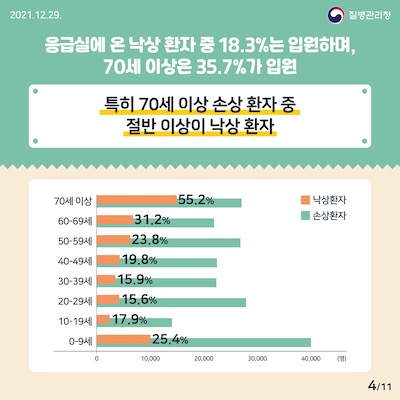 2021.12.29.
질병관리청
응급실에 온 낙상 환자 중 18.3%는 입원하며,
70세 이상은 35.7%가 입원
특히 70세 이상 손상 환자 중
절반 이상이 낙상 환자
낙상환자
손상환자
70세 이상 55.2%
60-69세 31.2%
50-59세 23.8%
40-49세 19.8%
30-39세 15.9%
20-29세 15.6%
10-19세 17.9%
0-9세 25.4%
0 10,000 20,000 30,000 40,000 (명)
4/11